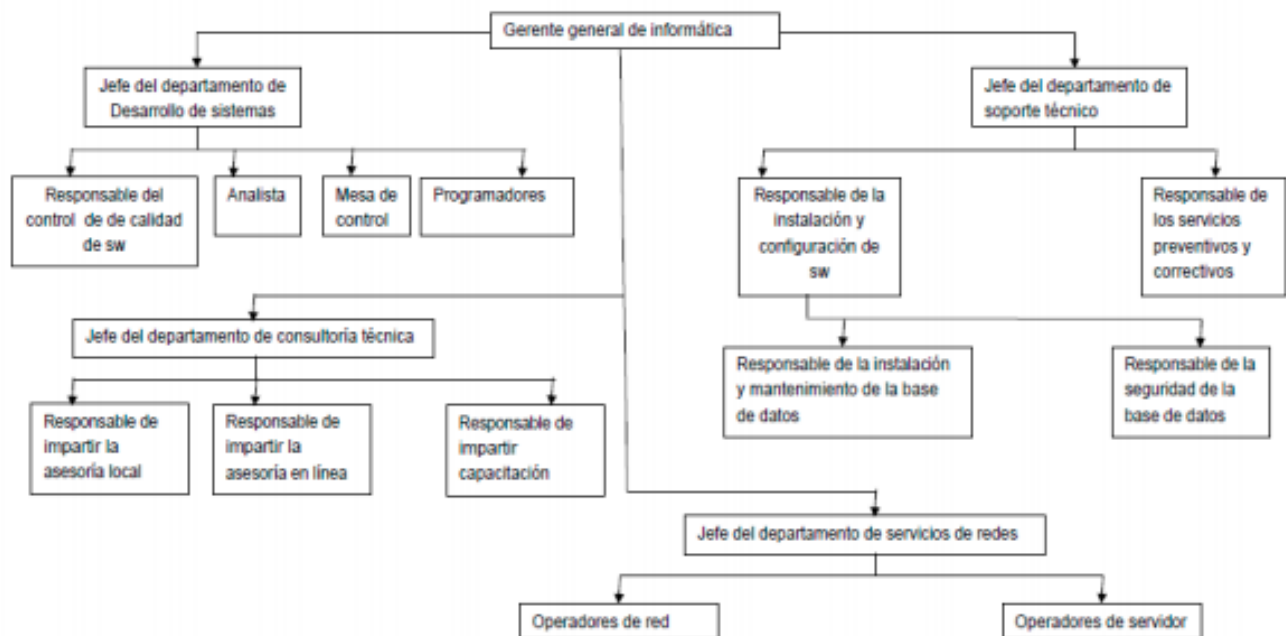 Gerente general de informática
Jefe del departamento de
Desarrollo de sistemas
Jefe del departamento de
soporte técnico
Responsable del
control de de calidad
de sw
Analista
Mesa de
control
Programadores
Responsable de la
instalación y
configuración de
sw
Responsable de
los servicios
preventivos y
correctivos
Jefe del departamento de consultoría técnica
Responsable de la instalación
y mantenimiento de la base
de datos
Responsable de la
seguridad de la
base de datos
Responsable de
impartir la
asesoría local
Responsable de
impartir la
asesoría en línea
Responsable de
impartir
capacitación
Jefe del departamento de servicios de redes
Operadores de red
Operadores de servidor